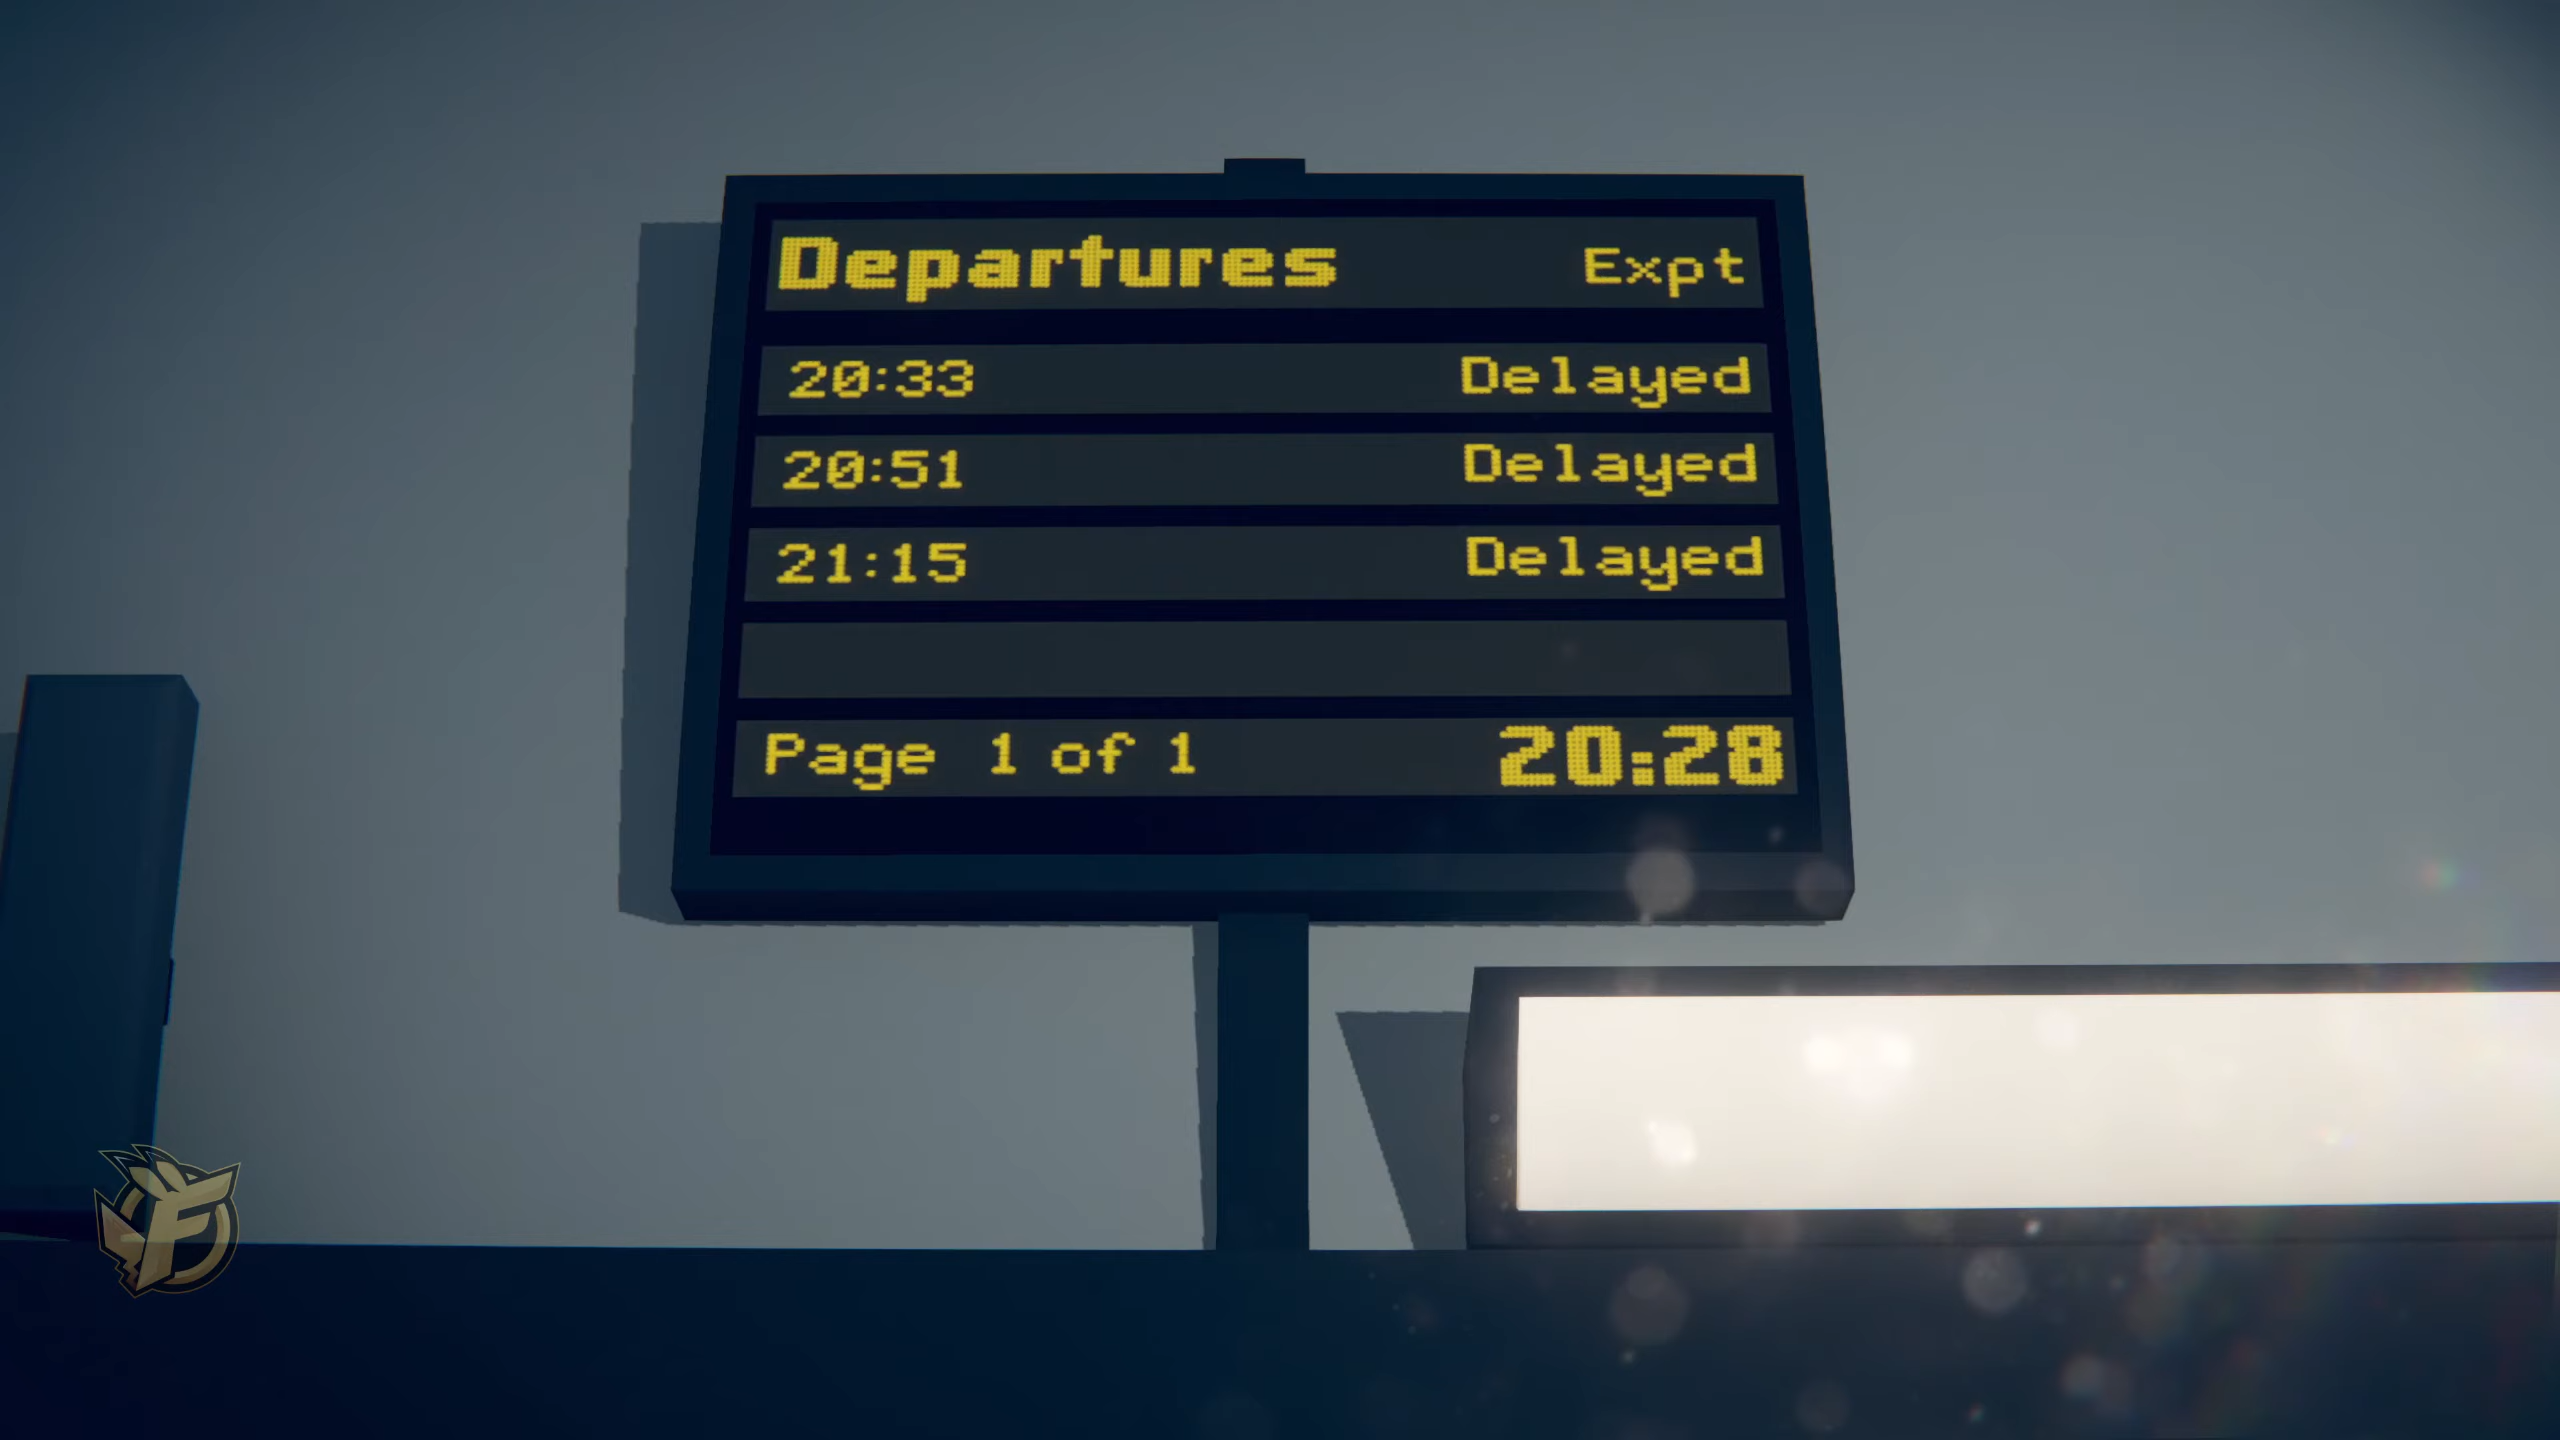 Departures Expt
20:33 Delayed
20:51 Delayed
21:15 Delayed
Page 1 of 1 20:28
F